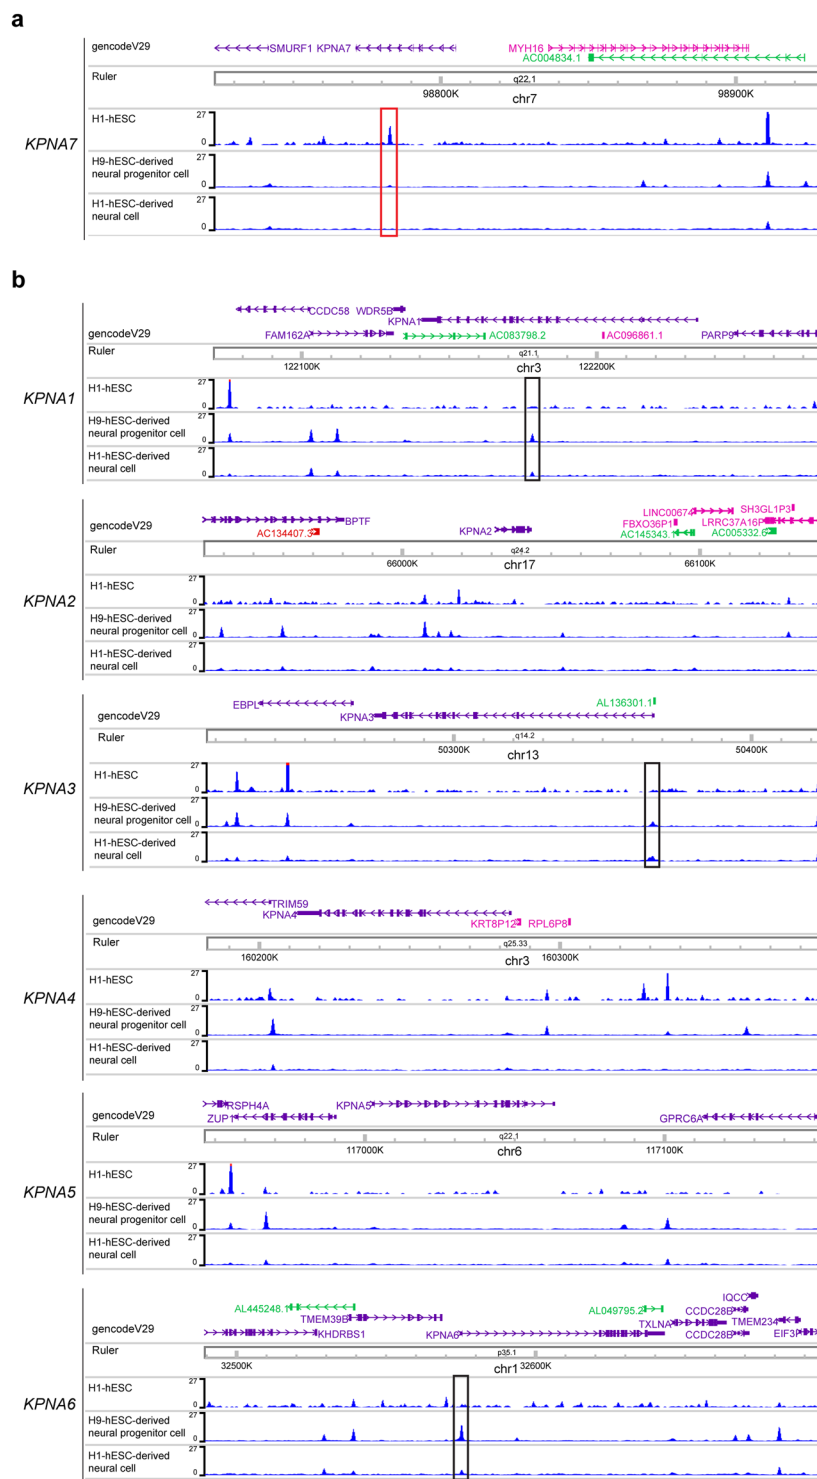 a
gencodeV29 SMURF1 KPNA7 MYH16
AC004834.1
Ruler q22.1
98800K chr7 98900K
KPNA7
H1-hESC 27 0
H9-hESC-derived neural progenitor cell 27 0
H1-hESC-derived neural cell 27 0
b
CCDC58 WDR5B
KPNA1
gencodeV29 FAM162A AC083798.2 AC096861.1 PARP9
Ruler q21.1
122100K chr3 122200K
KPNA1
H1-hESC 27 0
H9-hESC-derived neural progenitor cell 27 0
H1-hESC-derived neural cell 27 0
BPTF LINC00674 SH3GL1P3
FBXO36P1 LRRC37A16P
gencodeV29 AC134407.3 KPNA2 AC145343.1 AC005332.6
Ruler q24.2
66000K chr17 66100K
KPNA2
H1-hESC 27 0
H9-hESC-derived neural progenitor cell 27 0
H1-hESC-derived neural cell 27 0
EBPL AL136301.1
gencodeV29 KPNA3
Ruler q14.2
50300K chr13 50400K
KPNA3
H1-hESC 27 0
H9-hESC-derived neural progenitor cell 27 0
H1-hESC-derived neural cell 27 0
TRIM59
KPNA4
gencodeV29 KRT8P12 RPL6P8
Ruler q25.33
160200K chr3 160300K
KPNA4
H1-hESC 27 0
H9-hESC-derived neural progenitor cell 27 0
H1-hESC-derived neural cell 27 0
RSPH4A KPNA5
gencodeV29 ZUP1 GPRC6A
Ruler q22.1
117000K chr6 117100K
KPNA5
H1-hESC 27 0
H9-hESC-derived neural progenitor cell 27 0
H1-hESC-derived neural cell 27 0
IQCC
AL445248.1 AL049795.2 CCDC28B
TMEM39B TXLNA TMEM234
gencodeV29 KHDRBS1 KPNA6 CCDC28B EIF3I
Ruler p35.1
32500K chr1 32600K
KPNA6
H1-hESC 27 0
H9-hESC-derived neural progenitor cell 27 0
H1-hESC-derived neural cell 27 0